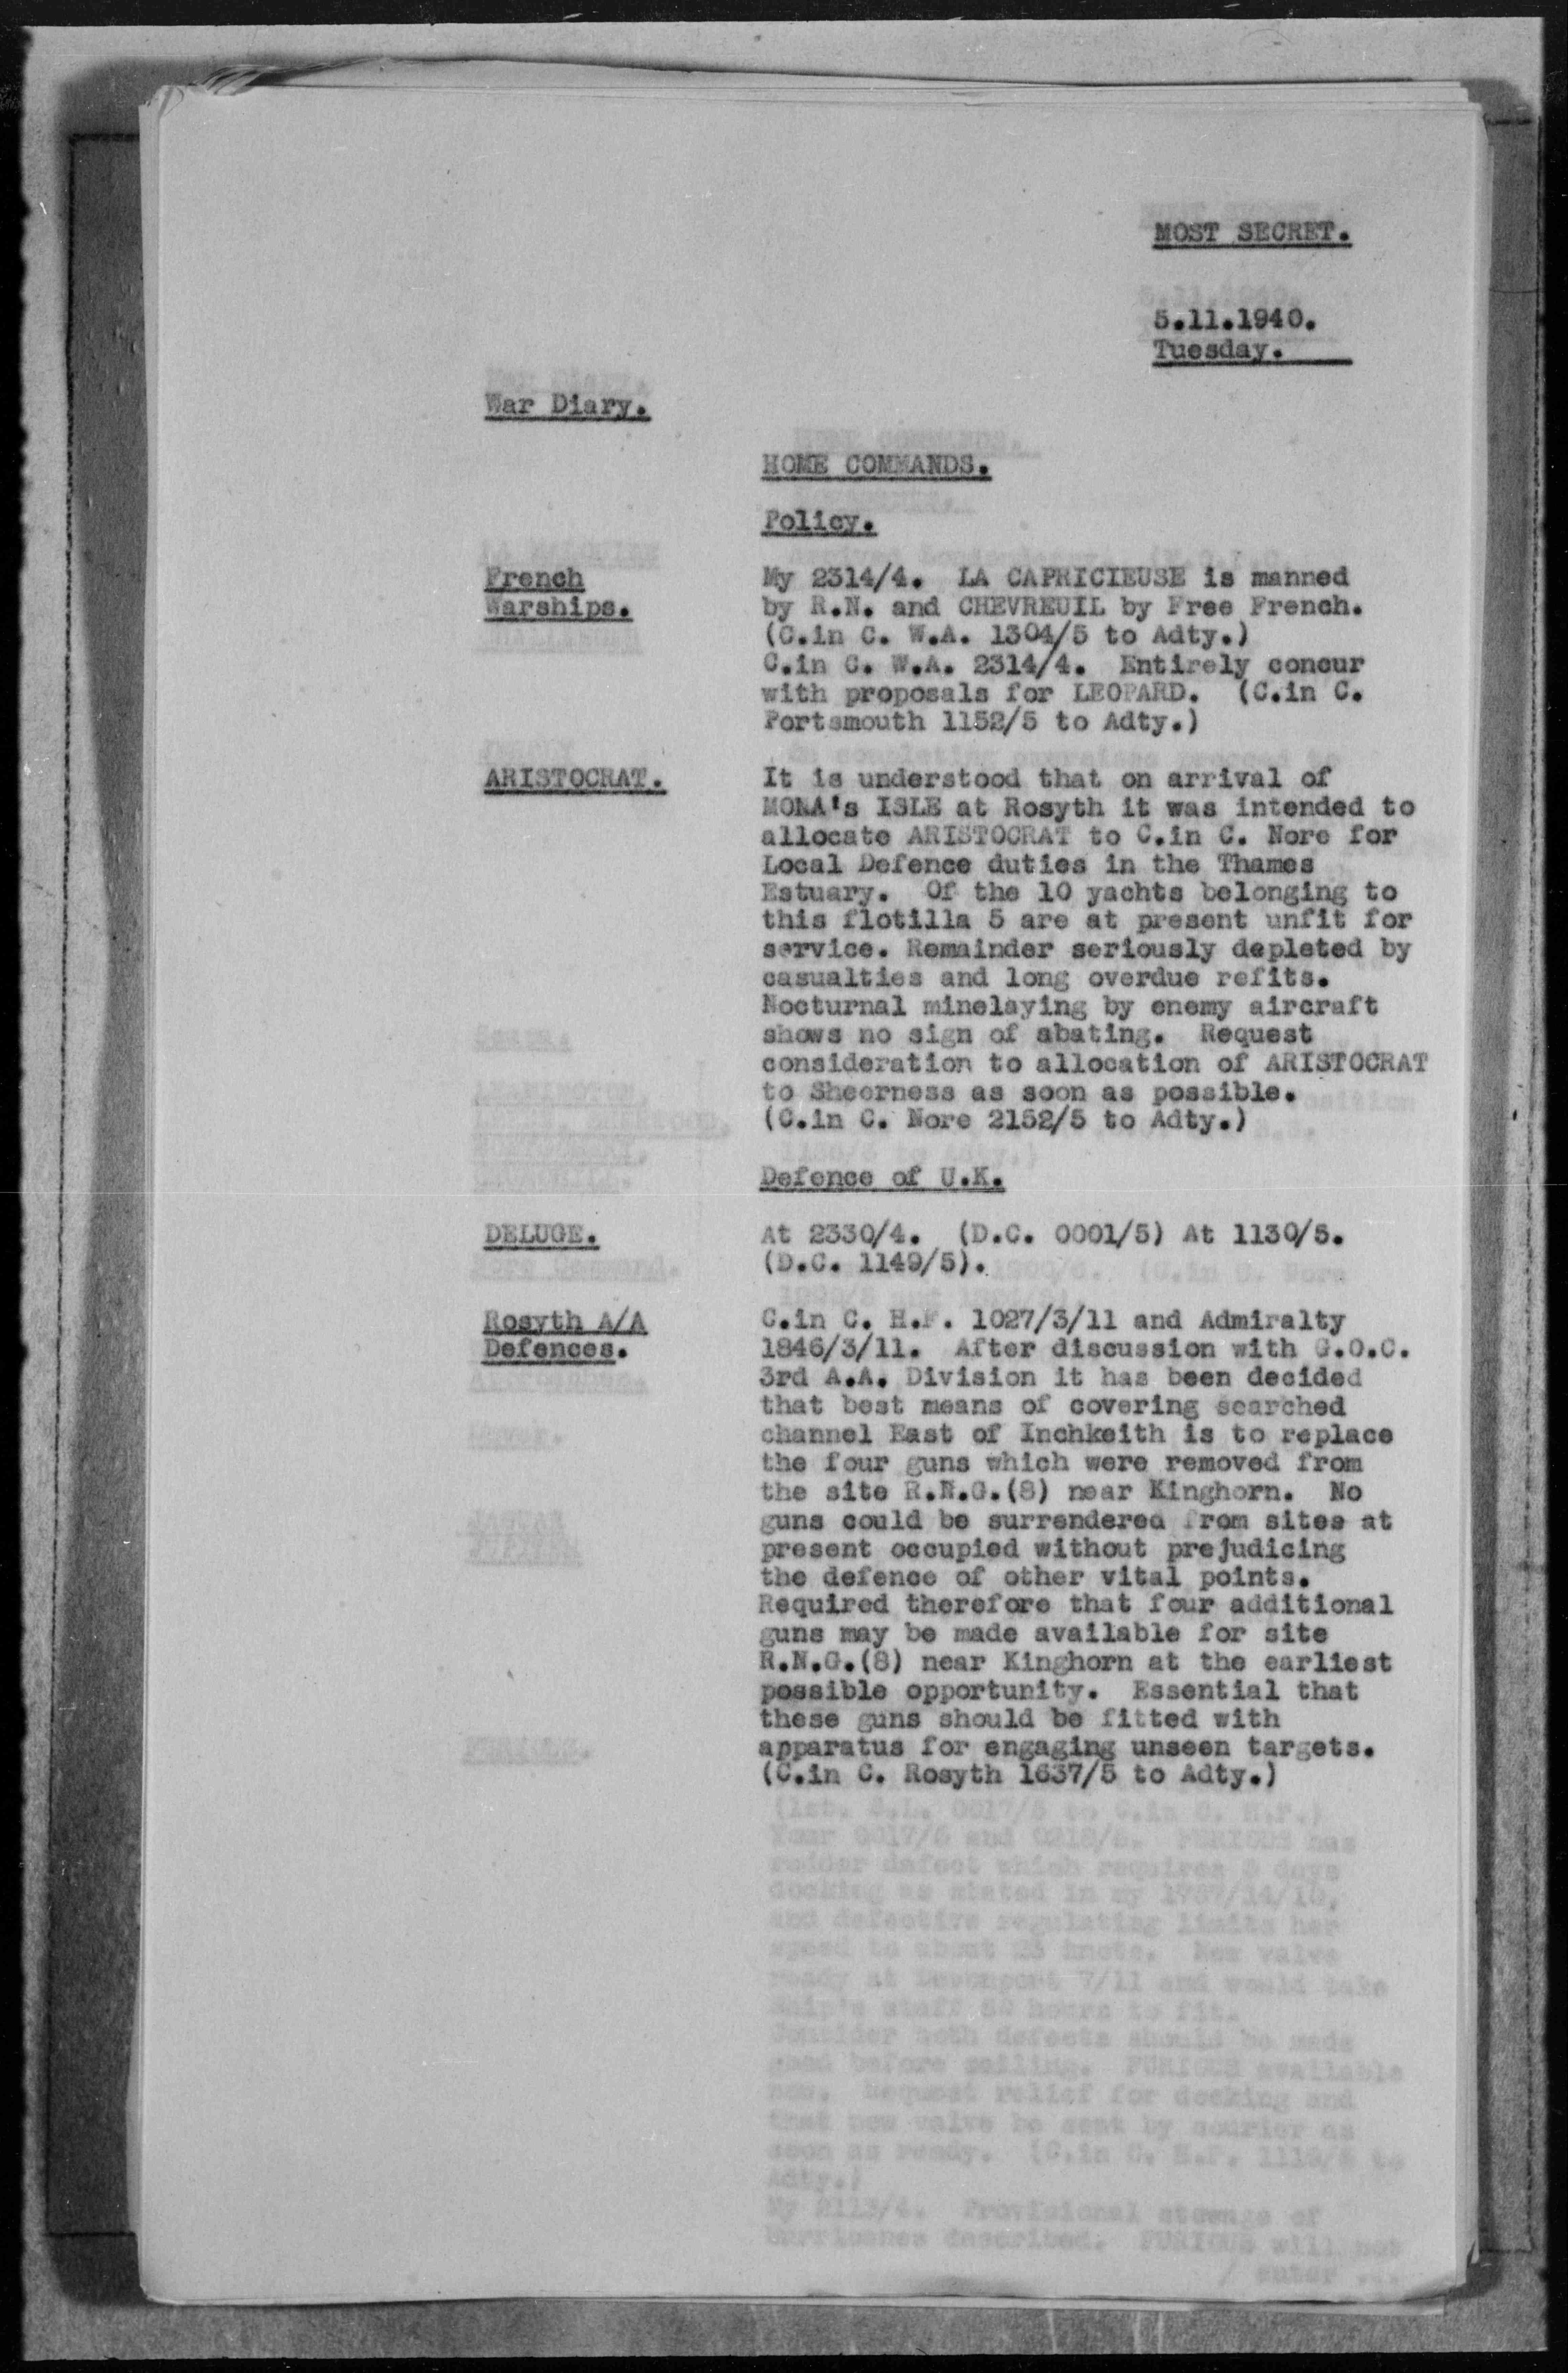 MOST SECRET.
5.11.1940.
Tuesday.
War Diary.
HOME COMMANDS.
Policy.
French
Warships.
My 2314/4. LA CAPRICIEUSE is manned
by R.N. and CHEVREUIL by Free French.
(C.in C. W.A. 1304/5 to Adty.)
C.in C. W.A. 2314/4. Entirely concur
with proposals for LEOPARD. (C.in C.
Portsmouth 1152/5 to Adty.)
ARISTOCRAT.
It is understood that on arrival of
MONA's ISLE at Rosyth it was intended to
allocate ARISTOCRAT to C.in C. Nore for
Local Defence duties in the Thames
Estuary. Of the 10 yachts belonging to
this flotilla 5 are at present unfit for
service. Remainder seriously depleted by
casualties and long overdue refits.
Nocturnal minelaying by enemy aircraft
shows no sign of abating. Request
consideration to allocation of ARISTOCRAT
to Sheerness as soon as possible.
(C.in C. Nore 2152/5 to Adty.)
Defence of U.K.
DELUGE.
At 2330/4. (D.C. 0001/5) At 1130/5.
(D.C. 1149/5).
Rosyth A/A
Defences.
C.in C. H.F. 1027/3/11 and Admiralty
1846/3/11. After discussion with G.O.C.
3rd A.A. Division it has been decided
that best means of covering searched
channel East of Inchkeith is to replace
the four guns which were removed from
the site R.N.G.(8) near Kinghorn. No
guns could be surrendered from sites at
present occupied without prejudicing
the defence of other vital points.
Required therefore that four additional
guns may be made available for site
R.N.G.(8) near Kinghorn at the earliest
possible opportunity. Essential that
these guns should be fitted with
apparatus for engaging unseen targets.
(C.in C. Rosyth 1637/5 to Adty.)